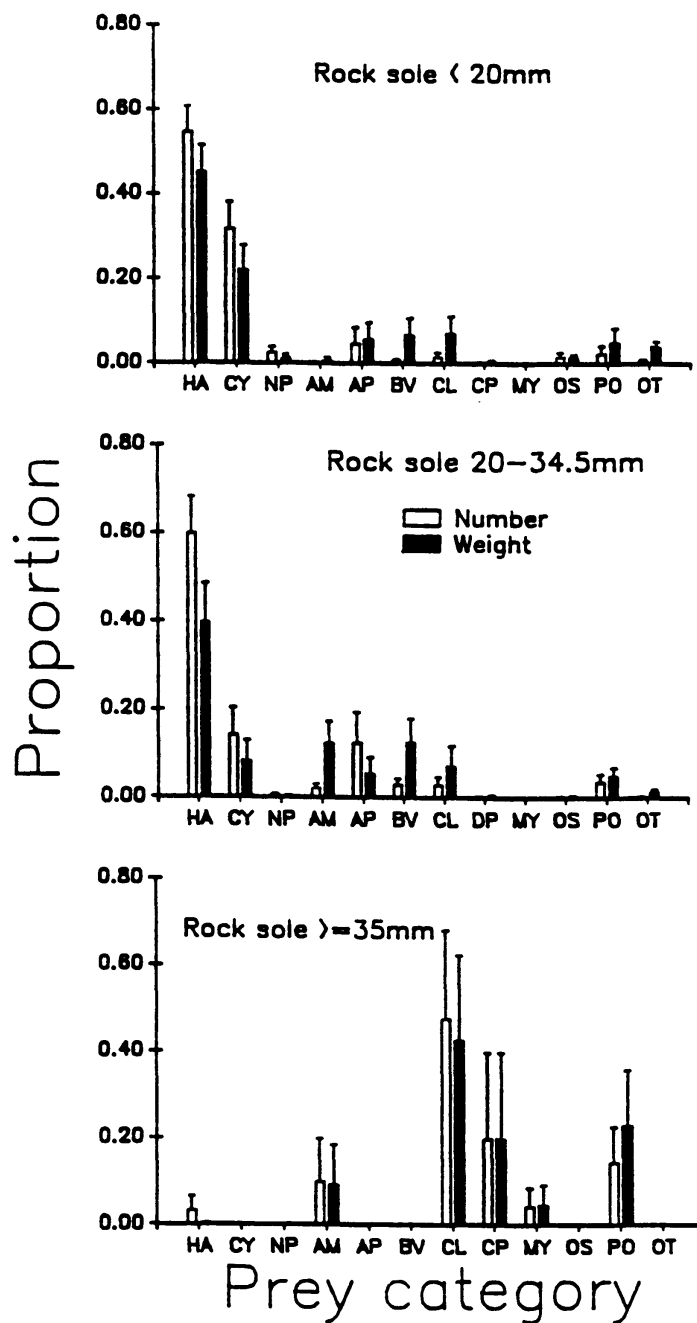 Proportion
0.80
0.60
0.40
0.20
0.00
Rock sole < 20mm
HA CY NP AM AP BV CL CP MY OS PO OT
0.80
0.60
0.40
0.20
0.00
Rock sole 20-34.5mm
Number
Weight
HA CY NP AM AP BV CL DP MY OS PO OT
0.80
0.60
0.40
0.20
0.00
Rock sole >=35mm
HA CY NP AM AP BV CL CP MY OS PO OT
Prey category